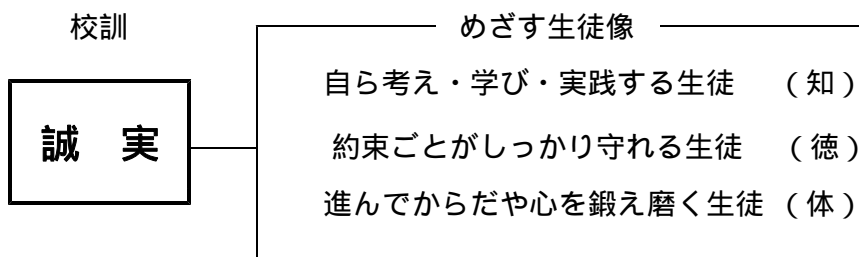 校訓
めざす生徒像
誠　実
自ら考え・学び・実践する生徒　（知）
約束ごとがしっかり守れる生徒　（徳）
進んでからだや心を鍛え磨く生徒（体）